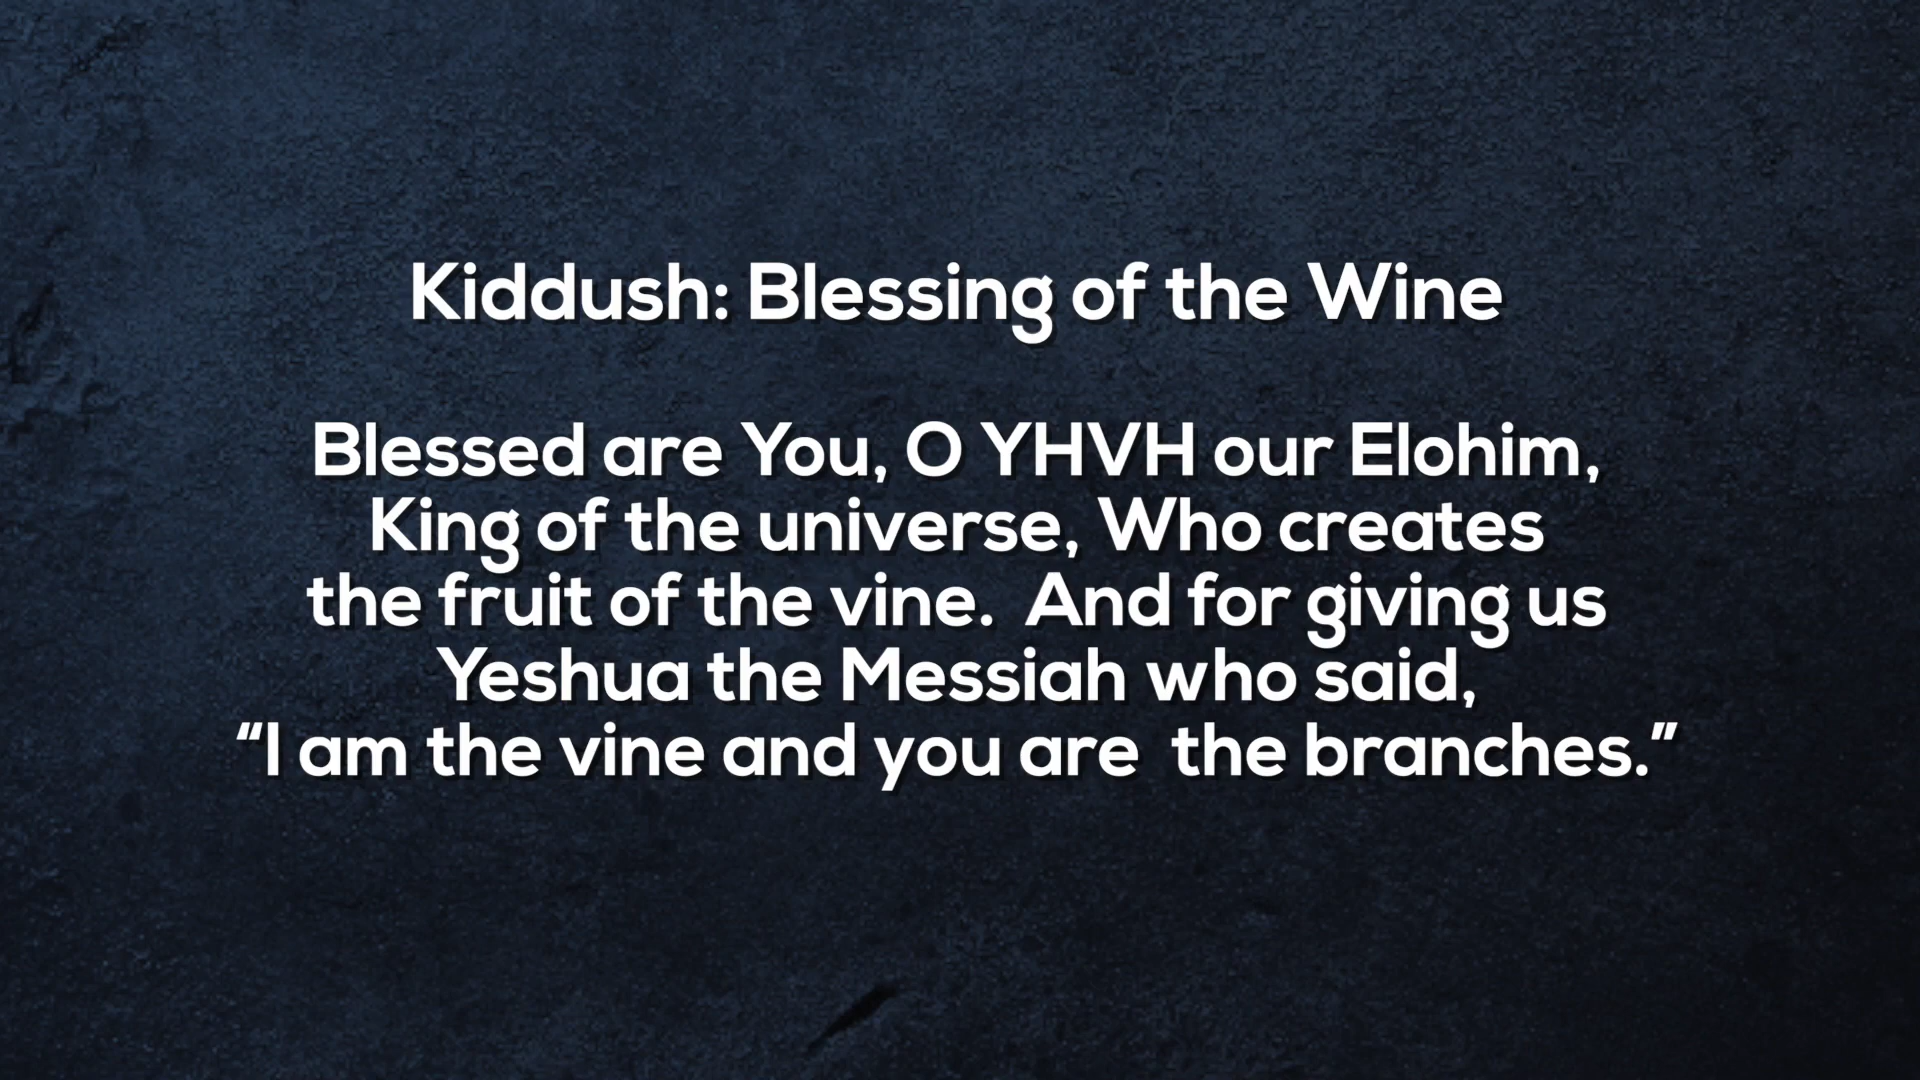 Kiddush: Blessing of the Wine
Blessed are You, O YHVH our Elohim,
King of the universe, Who creates
the fruit of the vine.  And for giving us
Yeshua the Messiah who said,
“I am the vine and you are  the branches.”